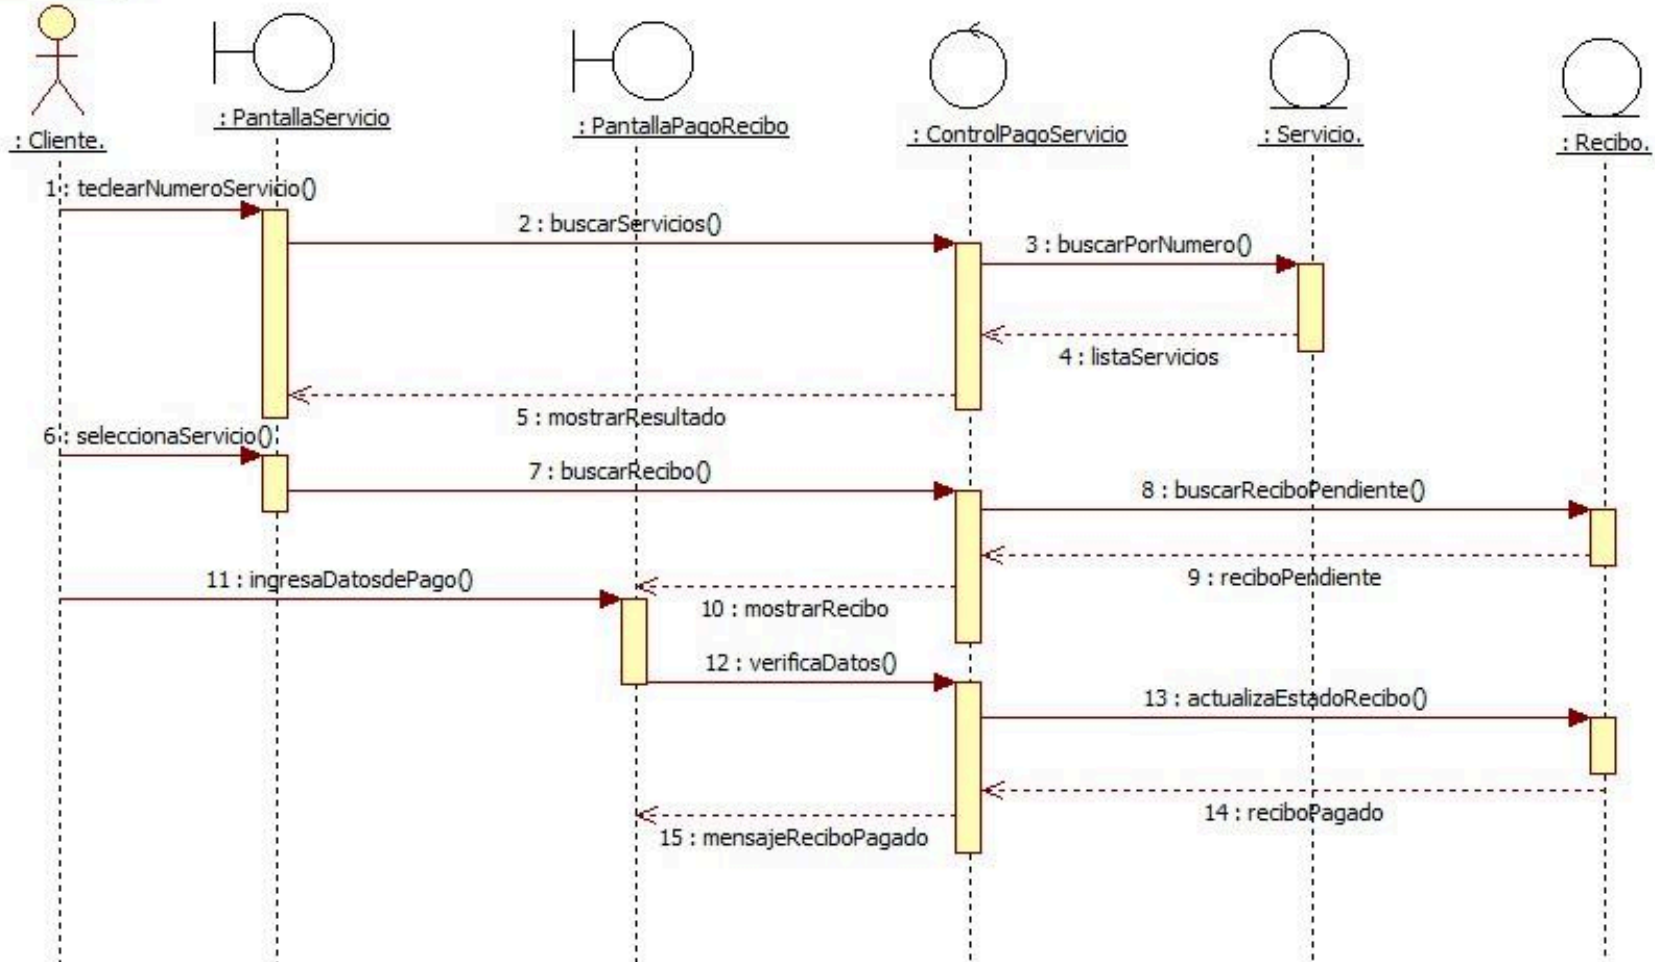 : Cliente.
: PantallaServicio
: PantallaPagoRecibo
: ControlPagoServicio
: Servicio.
: Recibo.
1 : teclearNumeroServicio()
2 : buscarServicios()
3 : buscarPorNumero()
4 : listaServicios
5 : mostrarResultado
6 : seleccionaServicio()
7 : buscarRecibo()
8 : buscarReciboPendiente()
9 : reciboPendiente
10 : mostrarRecibo
11 : ingresaDatosdePago()
12 : verificaDatos()
13 : actualizaEstadoRecibo()
14 : reciboPagado
15 : mensajeReciboPagado